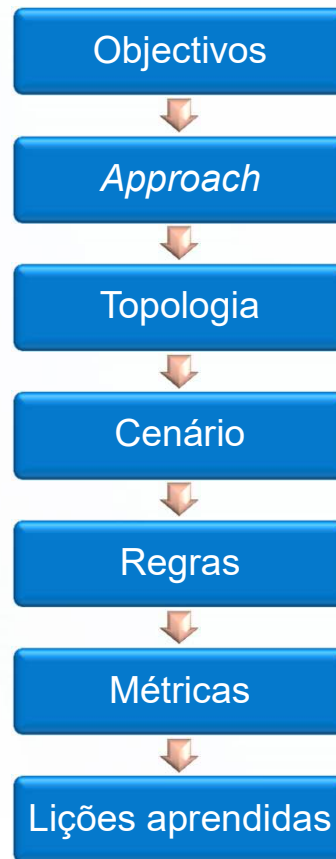 Objectivos
Approach
Topologia
Cenário
Regras
Métricas
Lições aprendidas